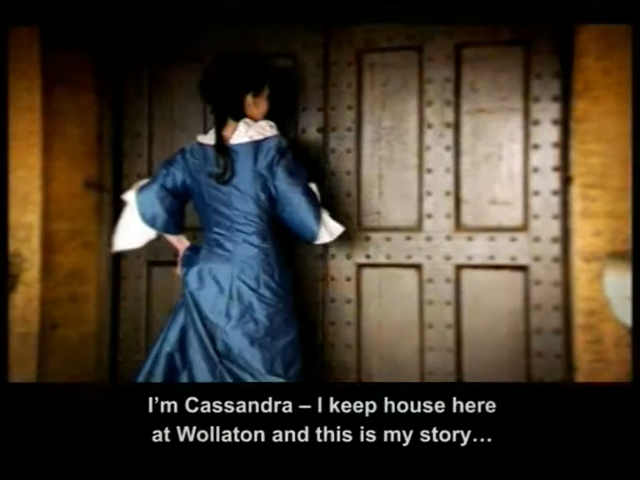 I'm Cassandra – I keep house here
at Wollaton and this is my story…